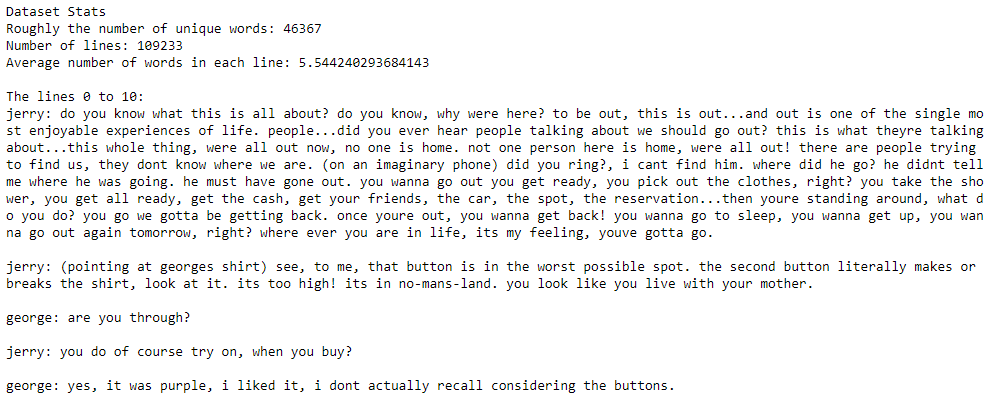 Dataset Stats
Roughly the number of unique words: 46367
Number of lines: 109233
Average number of words in each line: 5.544240293684143
The lines 0 to 10:
jerry: do you know what this is all about? do you know, why were here? to be out, this is out...and out is one of the single mo
st enjoyable experiences of life. people...did you ever hear people talking about we should go out? this is what theyre talking
about...this whole thing, were all out now, no one is home. not one person here is home, were all out! there are people trying
to find us, they dont know where we are. (on an imaginary phone) did you ring?, i cant find him. where did he go? he didnt tell
me where he was going. he must have gone out. you wanna go out you get ready, you pick out the clothes, right? you take the sho
wer, you get all ready, get the cash, get your friends, the car, the spot, the reservation...then youre standing around, what d
o you do? you go we gotta be getting back. once youre out, you wanna get back! you wanna go to sleep, you wanna get up, you wan
na go out again tomorrow, right? where ever you are in life, its my feeling, youve gotta go.
jerry: (pointing at georges shirt) see, to me, that button is in the worst possible spot. the second button literally makes or
breaks the shirt, look at it. its too high! its in no-mans-land. you look like you live with your mother.
george: are you through?
jerry: you do of course try on, when you buy?
george: yes, it was purple, i liked it, i dont actually recall considering the buttons.